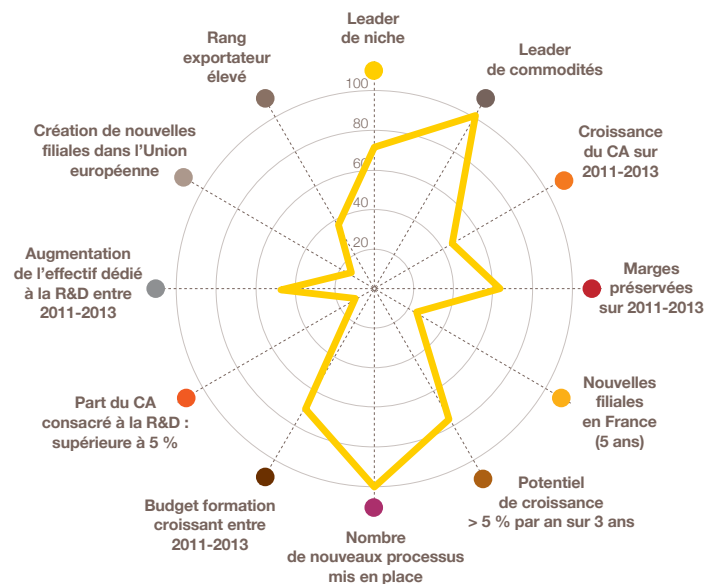 Leader
de niche
Leader
de commodités
Croissance
du CA sur
2011-2013
Marges
préservées
sur 2011-2013
Nouvelles
filiales
en France
(5 ans)
Potentiel
de croissance
> 5 % par an sur 3 ans
Nombre
de nouveaux processus
mis en place
Budget formation
croissant entre
2011-2013
Part du CA
consacré à la R&D :
supérieure à 5 %
Augmentation
de l'effectif dédié
à la R&D entre
2011-2013
Création de nouvelles
filiales dans l'Union
européenne
Rang
exportateur
élevé
100
80
60
40
20